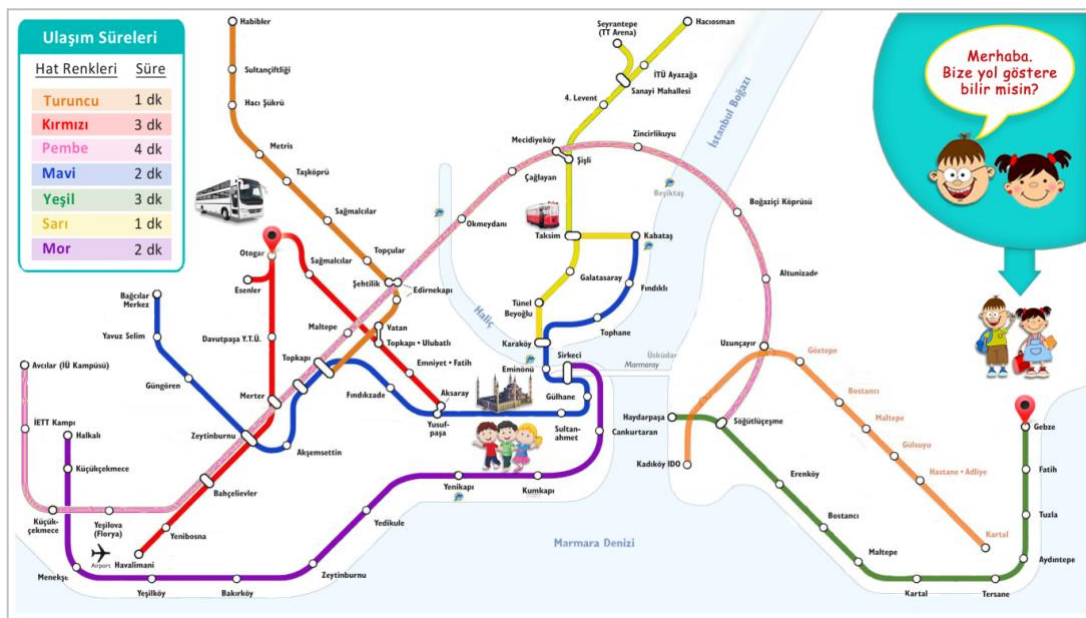 Ulaşım Süreleri
Hat Renkleri Süre
Turuncu 1 dk
Kırmızı 3 dk
Pembe 4 dk
Mavi 2 dk
Yeşil 3 dk
Sarı 1 dk
Mor 2 dk
Merhaba.
Bize yol göstere
bilir misin?
Habibler
Sultançiftliği
Hacı Şükrü
Metris
Taşköprü
Sağmalcılar
Topçular
Şehtilik
Edirnekapı
Seyrantepe
(TT Arena)
Hacıosman
İTÜ Ayazağa
Sanayi Mahallesi
4. Levent
Mecidiyeköy
Şişli
Zincirlikuyu
Çağlayan
Okmeydanı
İstanbul Boğazı
Beşiktaş
Boğaziçi Köprüsü
Altunizade
Uzunçayır
Taksim
Kabataş
Galatasaray
Fındıklı
Tünel
Beyoğlu
Tophane
Karaköy
Haliç
Sirkeci
Eminönü
Üsküdar
Marmaray
Gülhane
Sultan-
ahmet
Cankurtaran
Otogar
Sağmalcılar
Esenler
Bağcılar
Merkez
Yavuz Selim
Güngören
Davutpaşa Y.T.Ü.
Maltepe
Vatan
Topkapı • Ulubatlı
Topkapı
Emniyet • Fatih
Fındıkzade
Aksaray
Yusuf-
paşa
Merter
Zeytinburnu
Akşemsettin
Bahçelievler
Yenibosna
Havalimani
Airport
Avcılar (İÜ Kampüsü)
İETT Kampı
Halkalı
Küçükçekmece
Küçük-
çekmece
Yeşilova
(Florya)
Menekşe
Yeşilköy
Bakırköy
Zeytinburnu
Yedikule
Yenikapı
Kumkapı
Marmara Denizi
Haydarpaşa
Söğütlüçeşme
Kadıköy IDO
Erenköy
Bostancı
Maltepe
Kartal
Tersane
Aydıntepe
Tuzla
Fatih
Gebze
Göztepe
Bostancı
Maltepe
Gülsuyu
Hastane • Adliye
Kartal